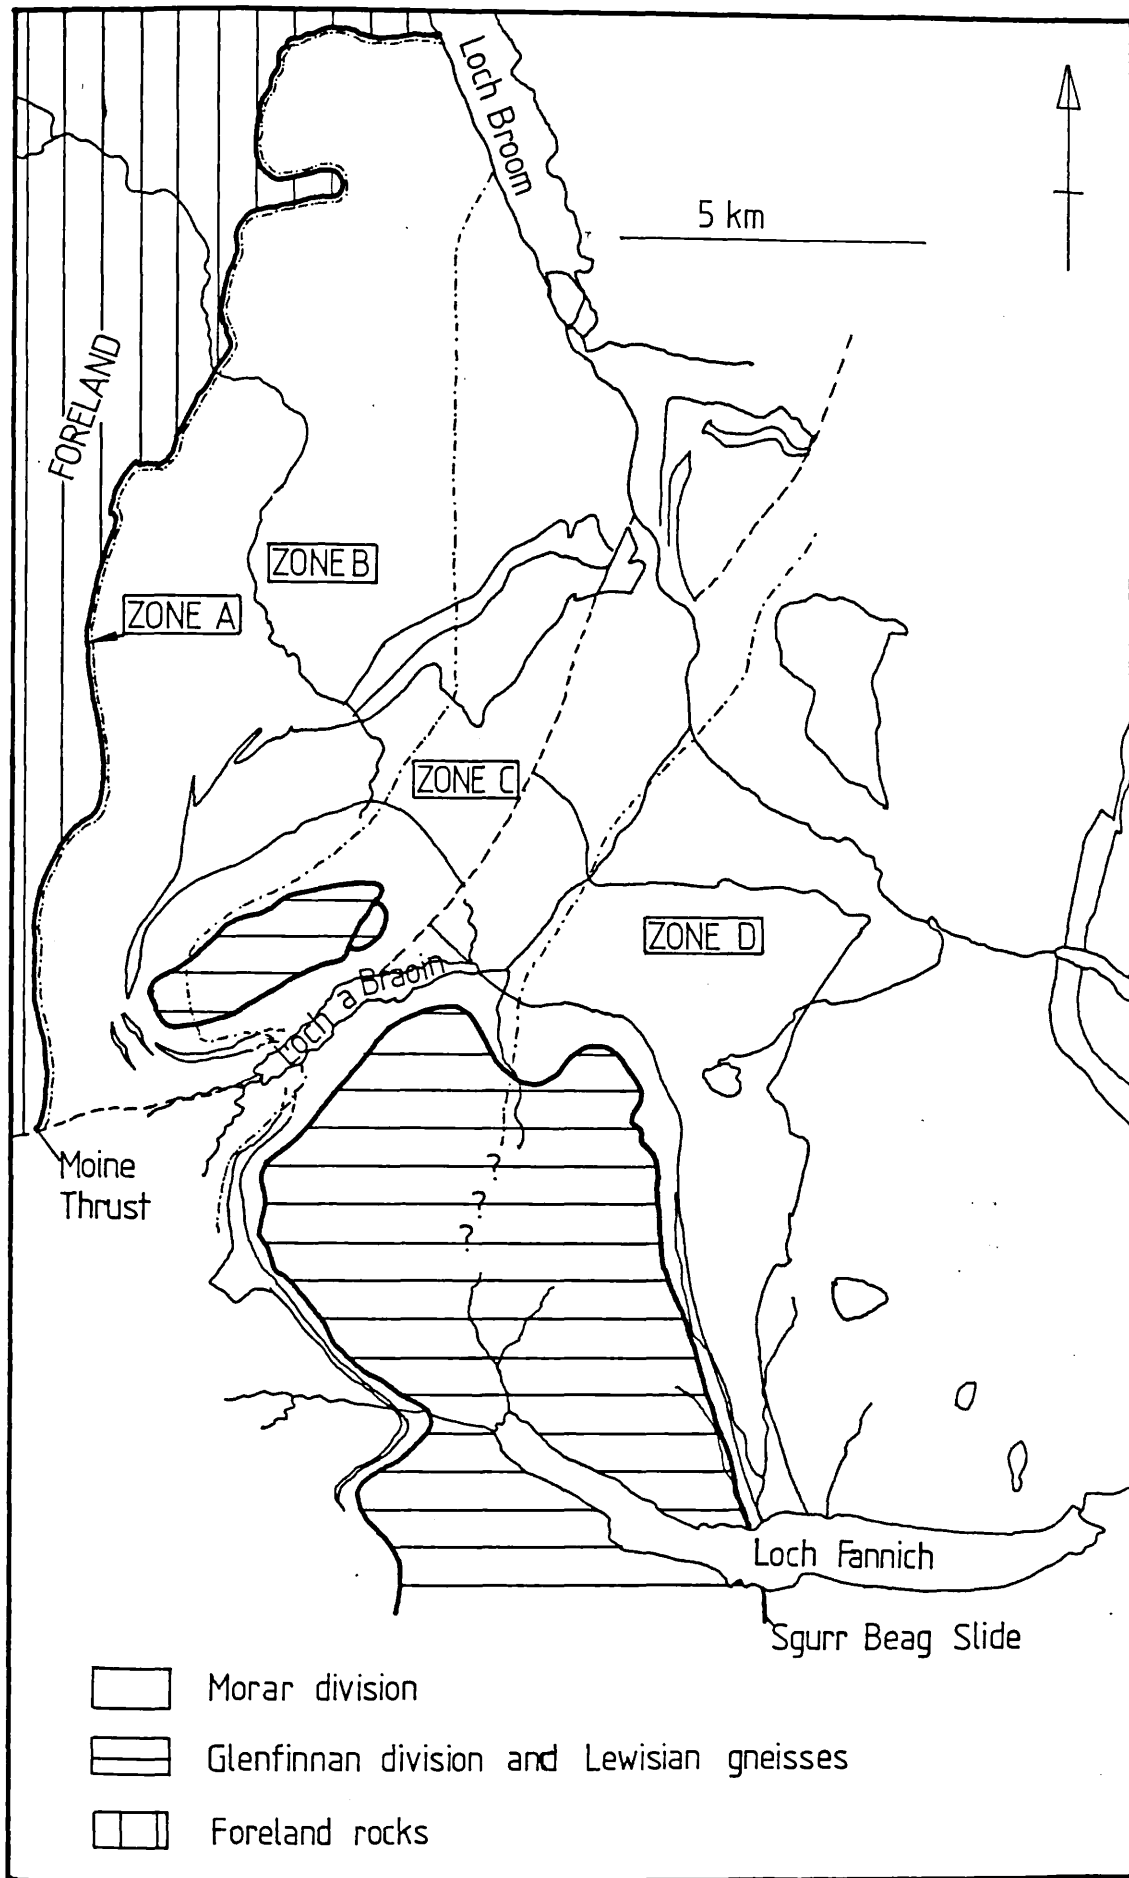 Loch Broom
5 km
FORELAND
ZONE B
ZONE A
ZONE C
ZONE D
Loch a Braoin
Moine
Thrust
?
?
?
Loch Fannich
Sgurr Beag Slide
Morar division
Glenfinnan division and Lewisian gneisses
Foreland rocks